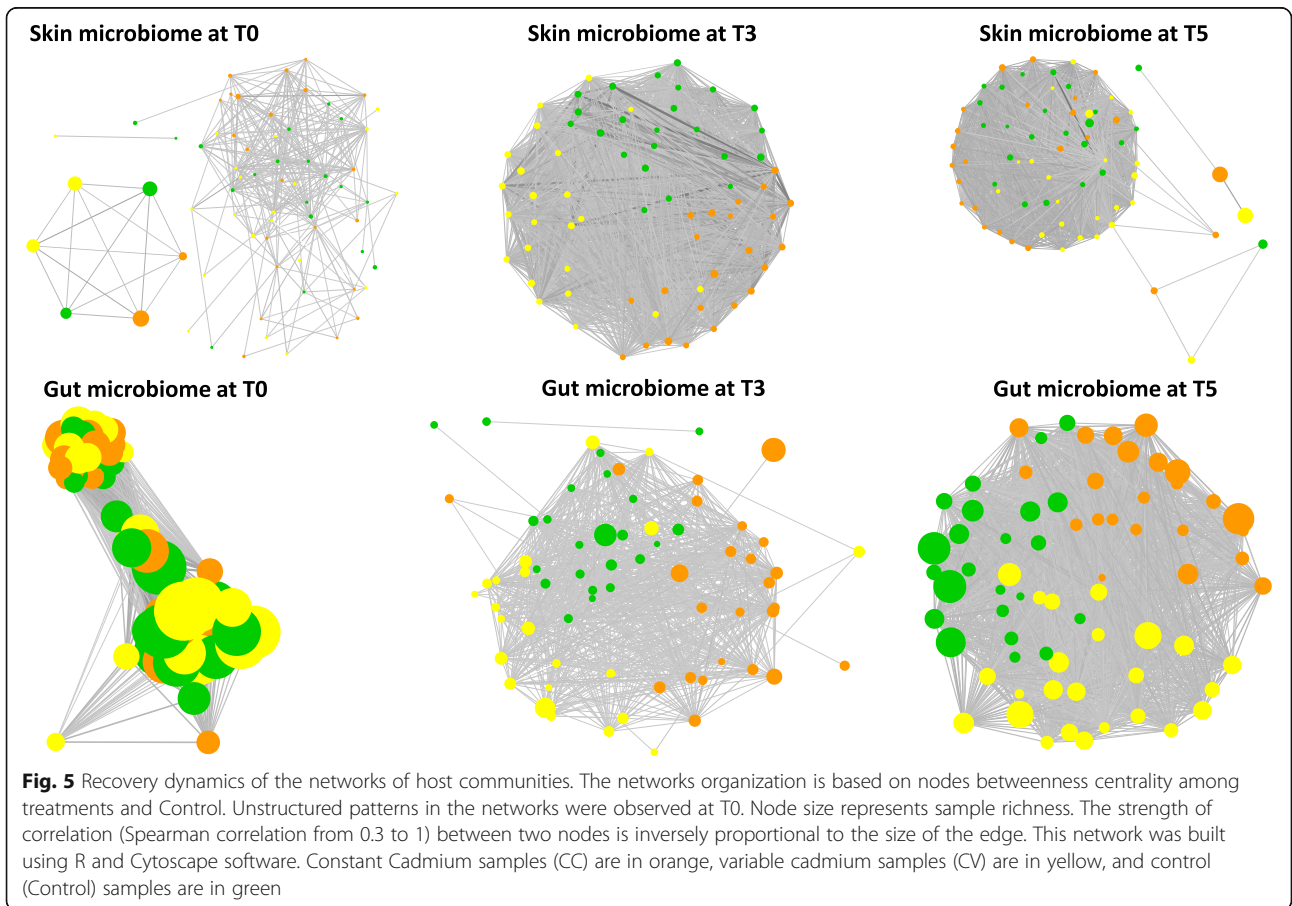 Skin microbiome at T0
Skin microbiome at T3
Skin microbiome at T5
Gut microbiome at T0
Gut microbiome at T3
Gut microbiome at T5
Fig. 5 Recovery dynamics of the networks of host communities. The networks organization is based on nodes betweenness centrality among
treatments and Control. Unstructured patterns in the networks were observed at T0. Node size represents sample richness. The strength of
correlation (Spearman correlation from 0.3 to 1) between two nodes is inversely proportional to the size of the edge. This network was built
using R and Cytoscape software. Constant Cadmium samples (CC) are in orange, variable cadmium samples (CV) are in yellow, and control
(Control) samples are in green